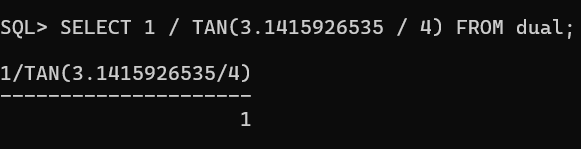 SQL> SELECT 1 / TAN(3.1415926535 / 4) FROM dual;
1/TAN(3.1415926535/4)
---------------------
1